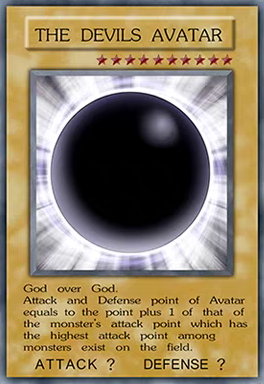 THE DEVILS AVATAR
God over God.
Attack and Defense point of Avatar
equals to the point plus 1 of that of
the monster's attack point which has
the highest attack point among
monsters exist on the field.
ATTACK ? DEFENSE ?